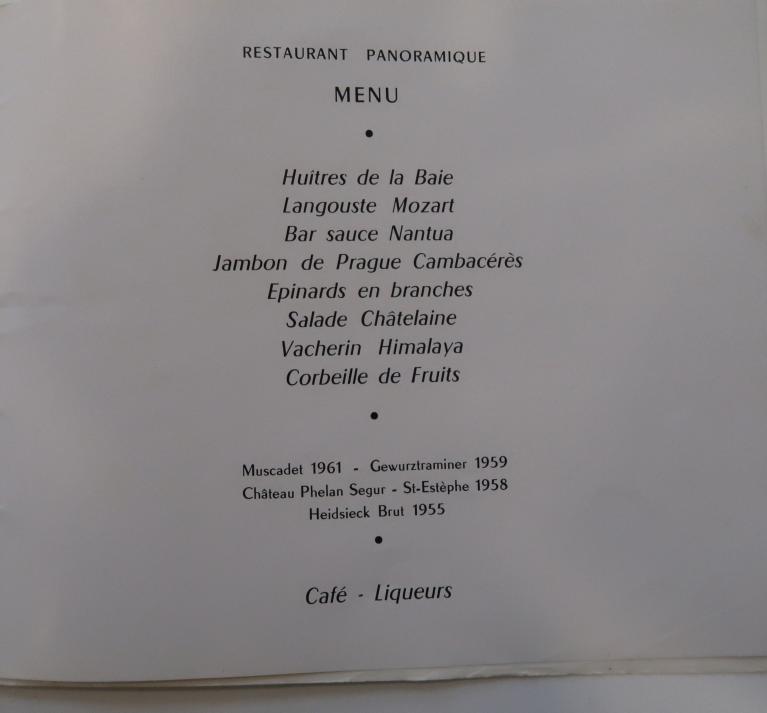 RESTAURANT PANORAMIQUE
MENU
Huîtres de la Baie
Langouste Mozart
Bar sauce Nantua
Jambon de Prague Cambacérès
Epinards en branches
Salade Châtelaine
Vacherin Himalaya
Corbeille de Fruits
Muscadet 1961 - Gewurztraminer 1959
Château Phelan Segur - St-Estèphe 1958
Heidsieck Brut 1955
Café - Liqueurs